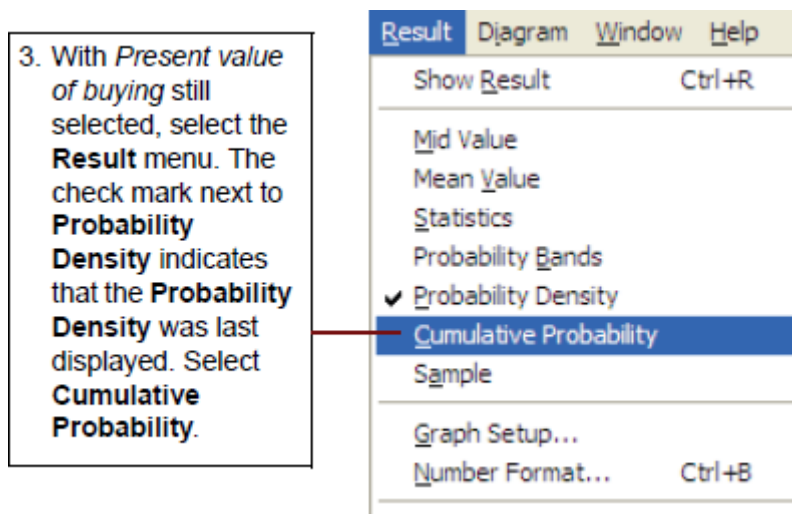 3. With Present value
of buying still
selected, select the
Result menu. The
check mark next to
Probability
Density indicates
that the Probability
Density was last
displayed. Select
Cumulative
Probability.
Result Diagram Window Help
Show Result Ctrl+R
Mid Value
Mean Value
Statistics
Probability Bands
✔ Probability Density
Cumulative Probability
Sample
Graph Setup...
Number Format... Ctrl+B